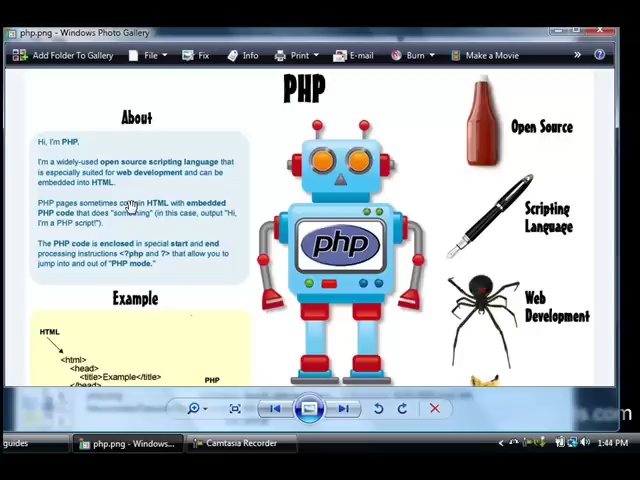 php.png - Windows Photo Gallery
Add Folder To Gallery
File
Fix
Info
Print
E-mail
Burn
Make a Movie
»
PHP
About
Hi, I'm PHP.
I'm a widely-used open source scripting language that
is especially suited for web development and can be
embedded into HTML.
PHP pages sometimes contain HTML with embedded
PHP code that does "something" (in this case, output "Hi,
I'm a PHP script!").
The PHP code is enclosed in special start and end
processing instructions <?php and ?> that allow you to
jump into and out of "PHP mode."
Example
HTML
<html>
<head>
<title>Example</title>
</head>
PHP
php
Open Source
Scripting
Language
Web
Development
guides
php.png - Windows...
Camtasia Recorder
1:44 PM